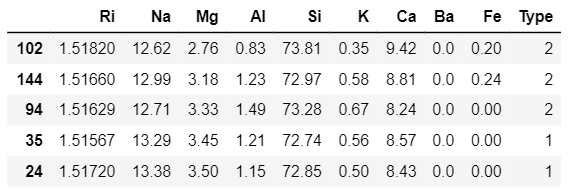 Ri Na Mg Al Si K Ca Ba Fe Type
102 1.51820 12.62 2.76 0.83 73.81 0.35 9.42 0.0 0.20 2
144 1.51660 12.99 3.18 1.23 72.97 0.58 8.81 0.0 0.24 2
94 1.51629 12.71 3.33 1.49 73.28 0.67 8.24 0.0 0.00 2
35 1.51567 13.29 3.45 1.21 72.74 0.56 8.57 0.0 0.00 1
24 1.51720 13.38 3.50 1.15 72.85 0.50 8.43 0.0 0.00 1